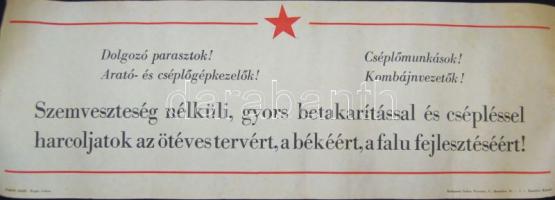 Dolgozó parasztok!
Arató- és cséplőgépkezelők!
Cséplőmunkások!
Kombájnvezetők!
Szemveszteség nélküli, gyors betakarítással és csépléssel
harcoljatok az ötéves tervért, a békéért, a falu fejlesztéséért!
darabanth